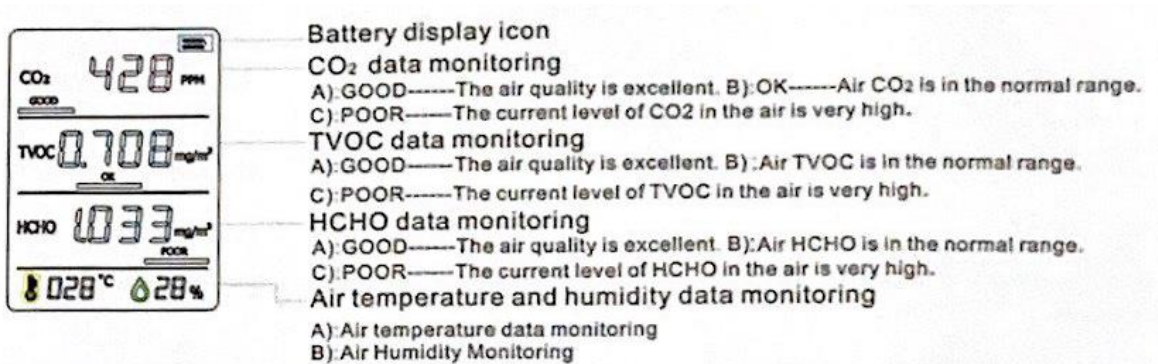 Battery display icon
CO₂ 428 PPM
GOOD
CO₂ data monitoring
A):GOOD------The air quality is excellent. B):OK------Air CO₂ is in the normal range.
C):POOR------The current level of CO2 in the air is very high.
TVOC 0.708 mg/m³
OK
TVOC data monitoring
A):GOOD------The air quality is excellent. B):Air TVOC is in the normal range.
C):POOR------The current level of TVOC in the air is very high.
HCHO 1.033 mg/m³
POOR
HCHO data monitoring
A):GOOD------The air quality is excellent. B):Air HCHO is in the normal range.
C):POOR------The current level of HCHO in the air is very high.
028°C 28%
Air temperature and humidity data monitoring
A):Air temperature data monitoring
B):Air Humidity Monitoring